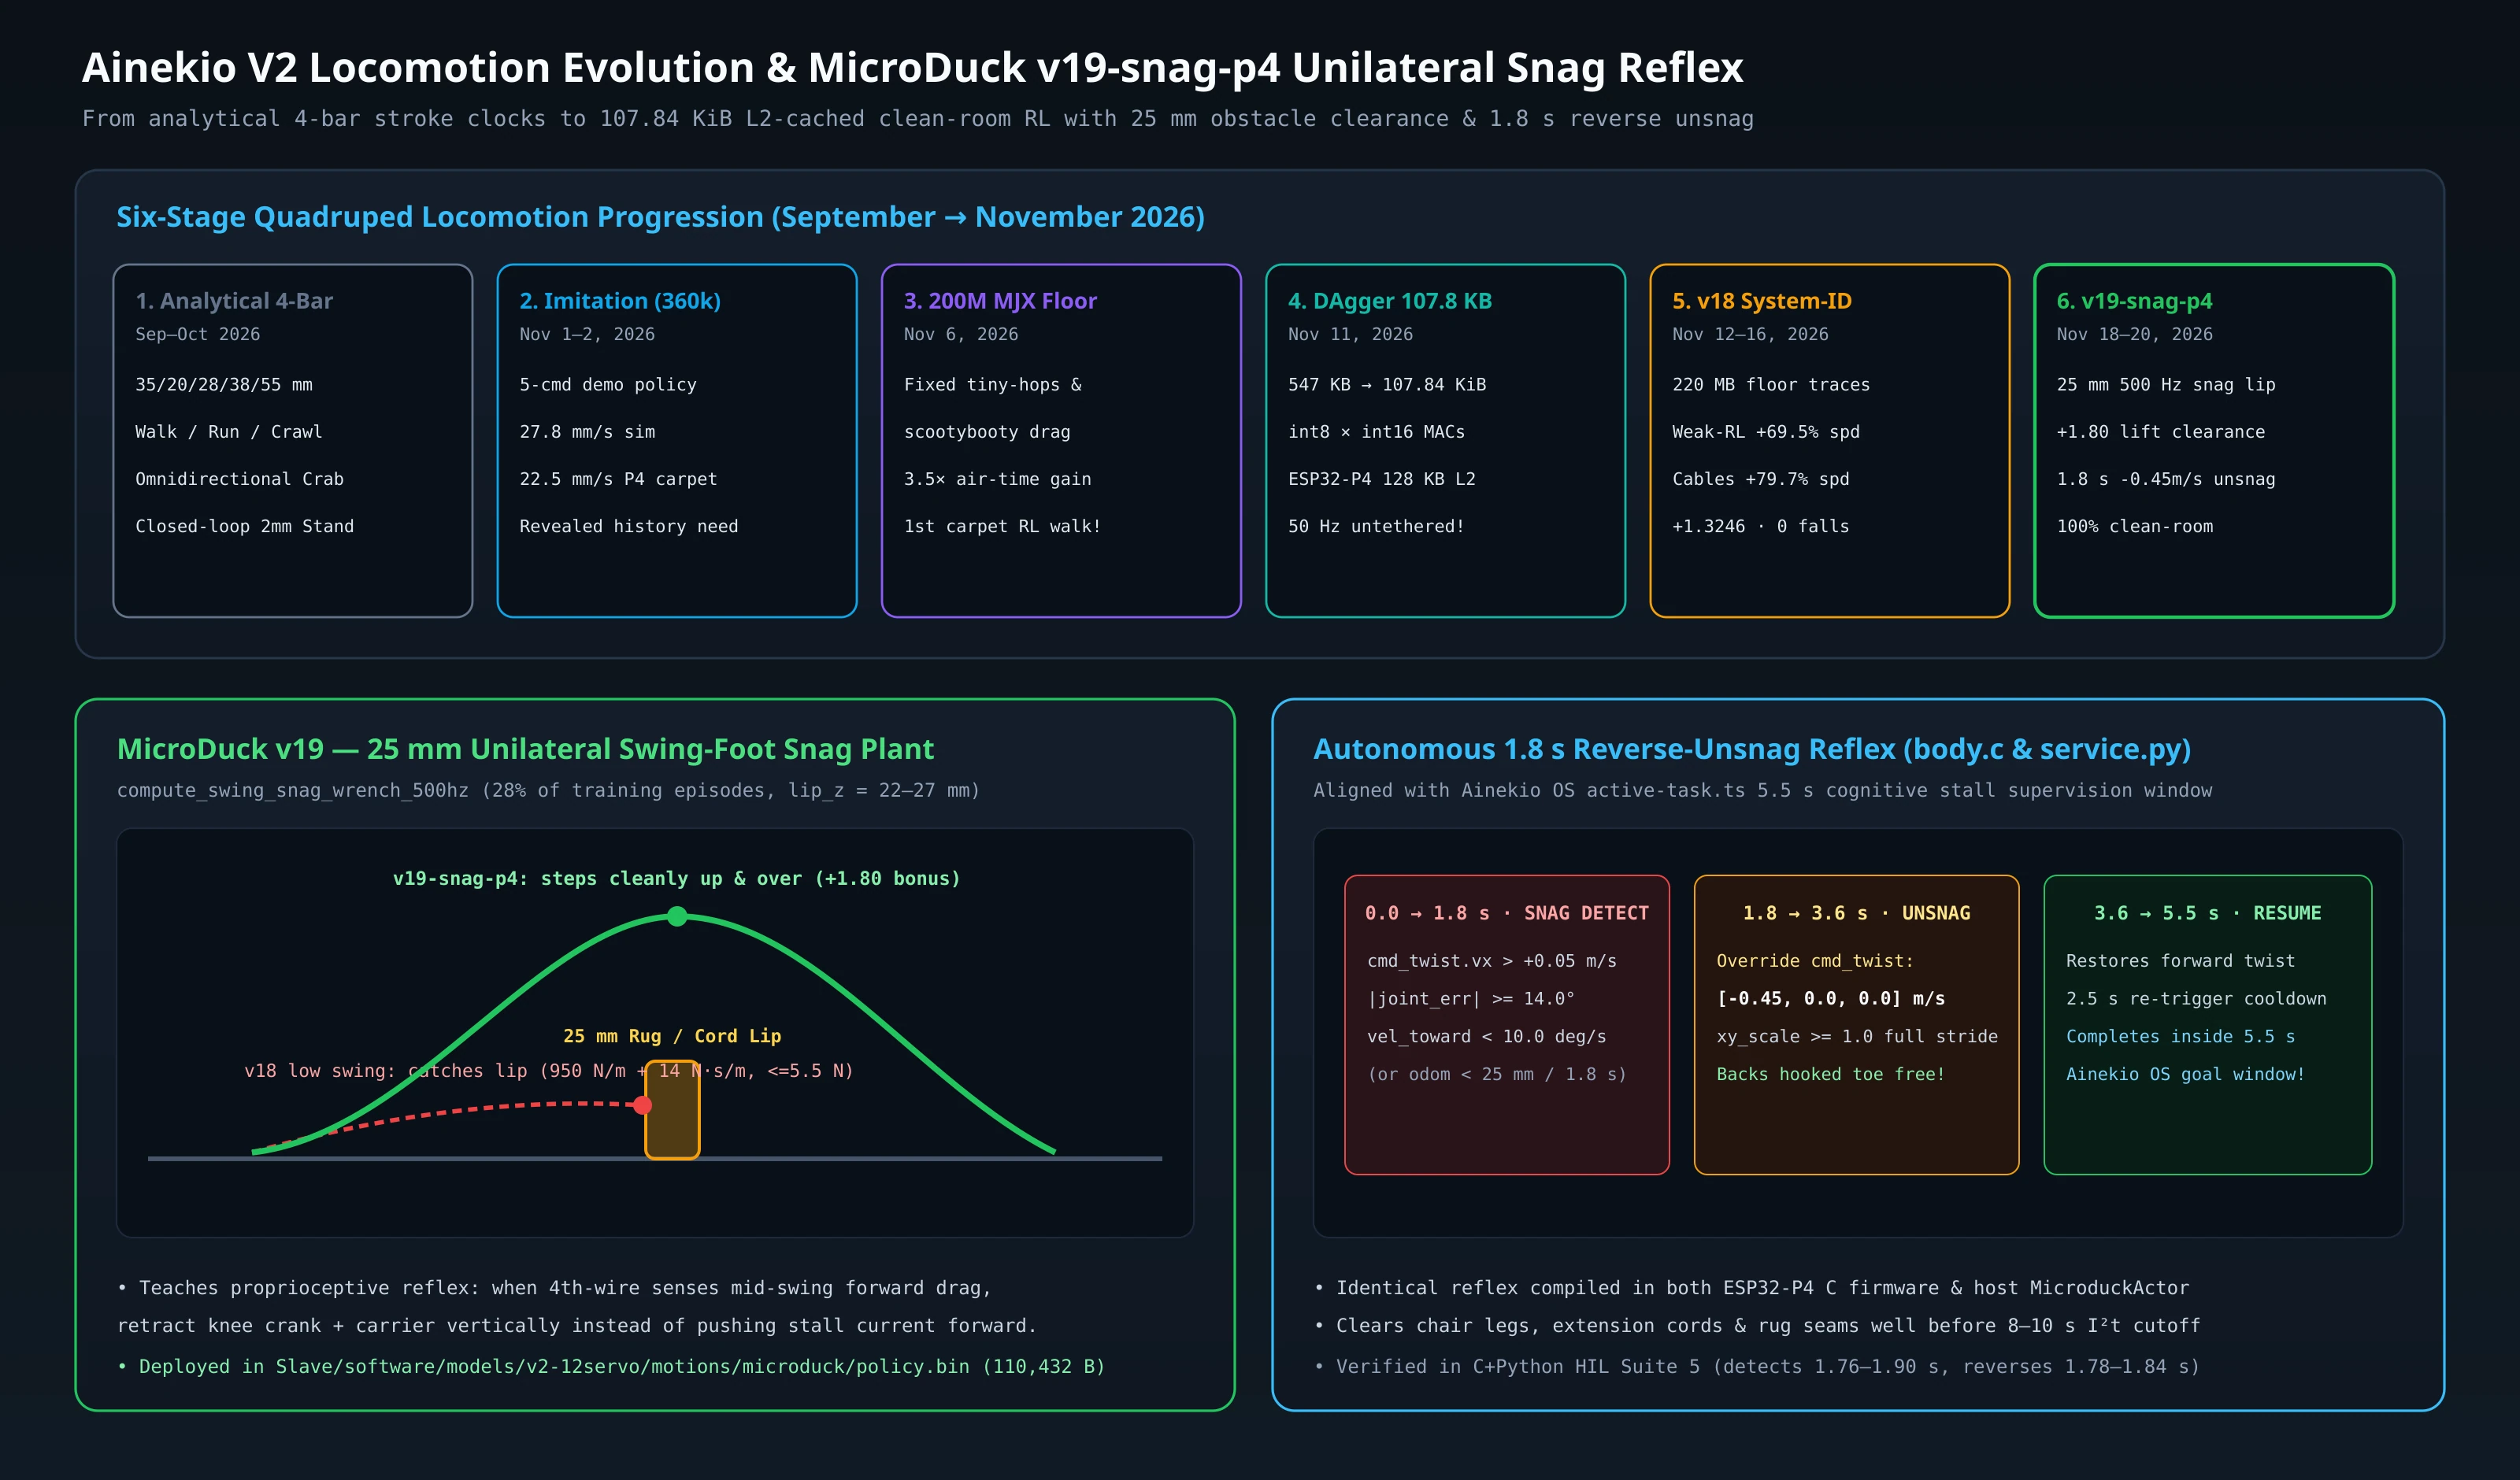 Ainekio V2 Locomotion Evolution & MicroDuck v19-snag-p4 Unilateral Snag Reflex
From analytical 4-bar stroke clocks to 107.84 KiB L2-cached clean-room RL with 25 mm obstacle clearance & 1.8 s reverse unsnag
Six-Stage Quadruped Locomotion Progression (September → November 2026)
1. Analytical 4-Bar
Sep–Oct 2026
35/20/28/38/55 mm
Walk / Run / Crawl
Omnidirectional Crab
Closed-loop 2mm Stand
2. Imitation (360k)
Nov 1–2, 2026
5-cmd demo policy
27.8 mm/s sim
22.5 mm/s P4 carpet
Revealed history need
3. 200M MJX Floor
Nov 6, 2026
Fixed tiny-hops &
scootybooty drag
3.5× air-time gain
1st carpet RL walk!
4. DAgger 107.8 KB
Nov 11, 2026
547 KB → 107.84 KiB
int8 × int16 MACs
ESP32-P4 128 KB L2
50 Hz untethered!
5. v18 System-ID
Nov 12–16, 2026
220 MB floor traces
Weak-RL +69.5% spd
Cables +79.7% spd
+1.3246 · 0 falls
6. v19-snag-p4
Nov 18–20, 2026
25 mm 500 Hz snag lip
+1.80 lift clearance
1.8 s -0.45m/s unsnag
100% clean-room
MicroDuck v19 — 25 mm Unilateral Swing-Foot Snag Plant
compute_swing_snag_wrench_500hz (28% of training episodes, lip_z = 22–27 mm)
v19-snag-p4: steps cleanly up & over (+1.80 bonus)
25 mm Rug / Cord Lip
v18 low swing: catches lip (950 N/m + 14 N·s/m, <=5.5 N)
• Teaches proprioceptive reflex: when 4th-wire senses mid-swing forward drag,
retract knee crank + carrier vertically instead of pushing stall current forward.
• Deployed in Slave/software/models/v2-12servo/motions/microduck/policy.bin (110,432 B)
Autonomous 1.8 s Reverse-Unsnag Reflex (body.c & service.py)
Aligned with Ainekio OS active-task.ts 5.5 s cognitive stall supervision window
0.0 → 1.8 s · SNAG DETECT
cmd_twist.vx > +0.05 m/s
|joint_err| >= 14.0°
vel_toward < 10.0 deg/s
(or odom < 25 mm / 1.8 s)
1.8 → 3.6 s · UNSNAG
Override cmd_twist:
[-0.45, 0.0, 0.0] m/s
xy_scale >= 1.0 full stride
Backs hooked toe free!
3.6 → 5.5 s · RESUME
Restores forward twist
2.5 s re-trigger cooldown
Completes inside 5.5 s
Ainekio OS goal window!
• Identical reflex compiled in both ESP32-P4 C firmware & host MicroduckActor
• Clears chair legs, extension cords & rug seams well before 8–10 s I²t cutoff
• Verified in C+Python HIL Suite 5 (detects 1.76–1.90 s, reverses 1.78–1.84 s)